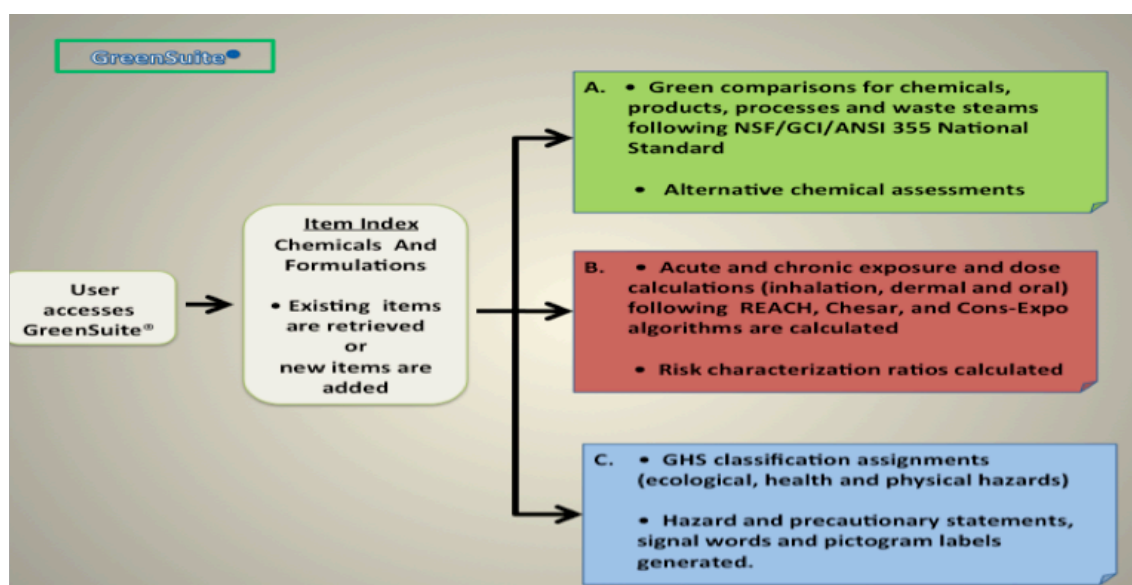 GreenSuite®
A. • Green comparisons for chemicals,
products, processes and waste steams
following NSF/GCI/ANSI 355 National
Standard
• Alternative chemical assessments
Item Index
Chemicals And
Formulations
• Existing items
are retrieved
or
new items are
added
User
accesses
GreenSuite®
B. • Acute and chronic exposure and dose
calculations (inhalation, dermal and oral)
following REACH, Chesar, and Cons-Expo
algorithms are calculated
• Risk characterization ratios calculated
C. • GHS classification assignments
(ecological, health and physical hazards)
• Hazard and precautionary statements,
signal words and pictogram labels
generated.